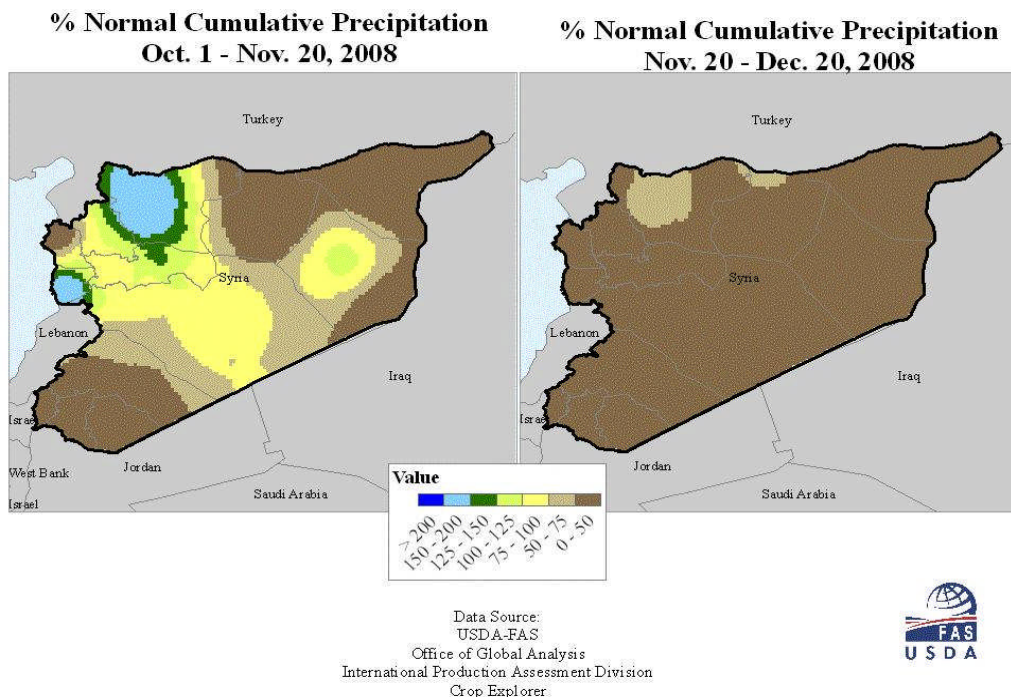 % Normal Cumulative Precipitation
Oct. 1 - Nov. 20, 2008
% Normal Cumulative Precipitation
Nov. 20 - Dec. 20, 2008
Turkey
Syria
Lebanon
Iraq
Israel
West Bank
Jordan
Israel
Saudi Arabia
Turkey
Syria
Lebanon
Iraq
Israel
Jordan
Saudi Arabia
Value
> 200
150 - 200
125 - 150
100 - 125
75 - 100
50 - 75
0 - 50
Data Source:
USDA-FAS
Office of Global Analysis
International Production Assessment Division
Crop Explorer
FAS
USDA